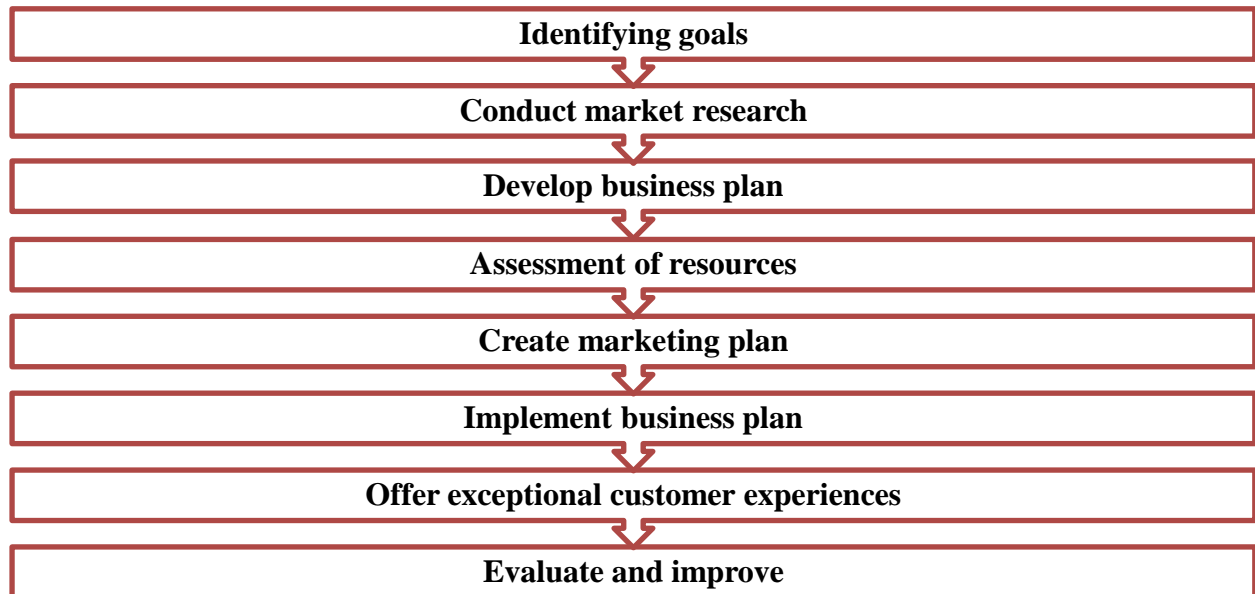 Identifying goals
Conduct market research
Develop business plan
Assessment of resources
Create marketing plan
Implement business plan
Offer exceptional customer experiences
Evaluate and improve